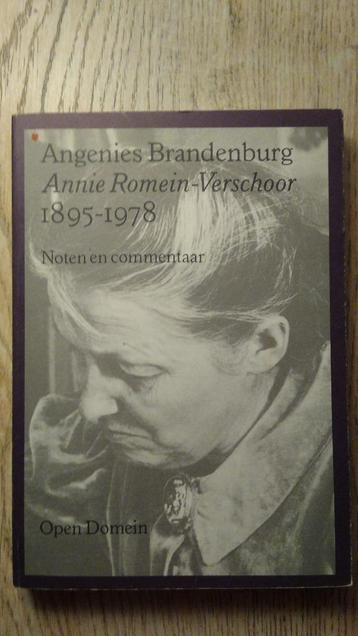 Angenies Brandenburg
Annie Romein-Verschoor
1895-1978
Noten en commentaar
Open Domein